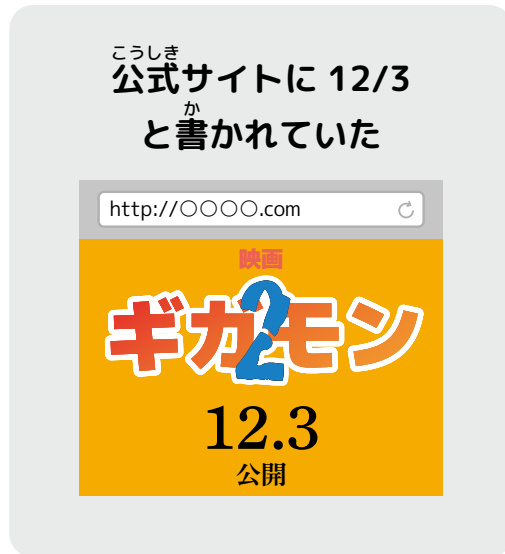 こうしき
公式サイトに 12/3
か
と書かれていた
http://○○○○.com
映画
ギガモン
2
12.3
公開